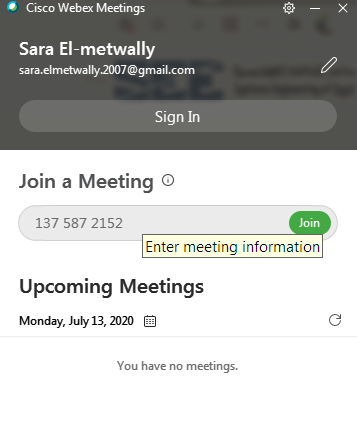 Cisco Webex Meetings
Sara El-metwally
sara.elmetwally.2007@gmail.com
Sign In
Join a Meeting
137 587 2152
Join
Enter meeting information
Upcoming Meetings
Monday, July 13, 2020
You have no meetings.